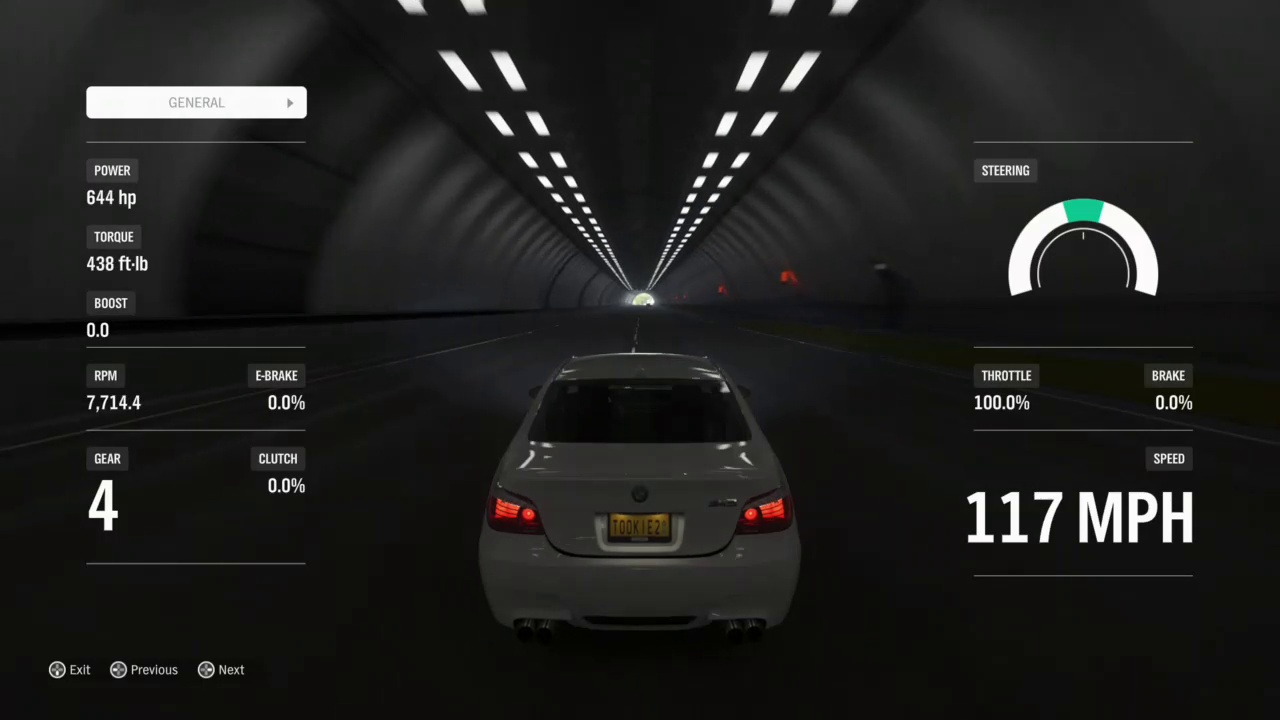 GENERAL
POWER
644 hp
TORQUE
438 ft·lb
BOOST
0.0
RPM
E-BRAKE
7,714.4
0.0%
GEAR
CLUTCH
4
0.0%
STEERING
THROTTLE
BRAKE
100.0%
0.0%
SPEED
117 MPH
TOOKIE2
Exit
Previous
Next